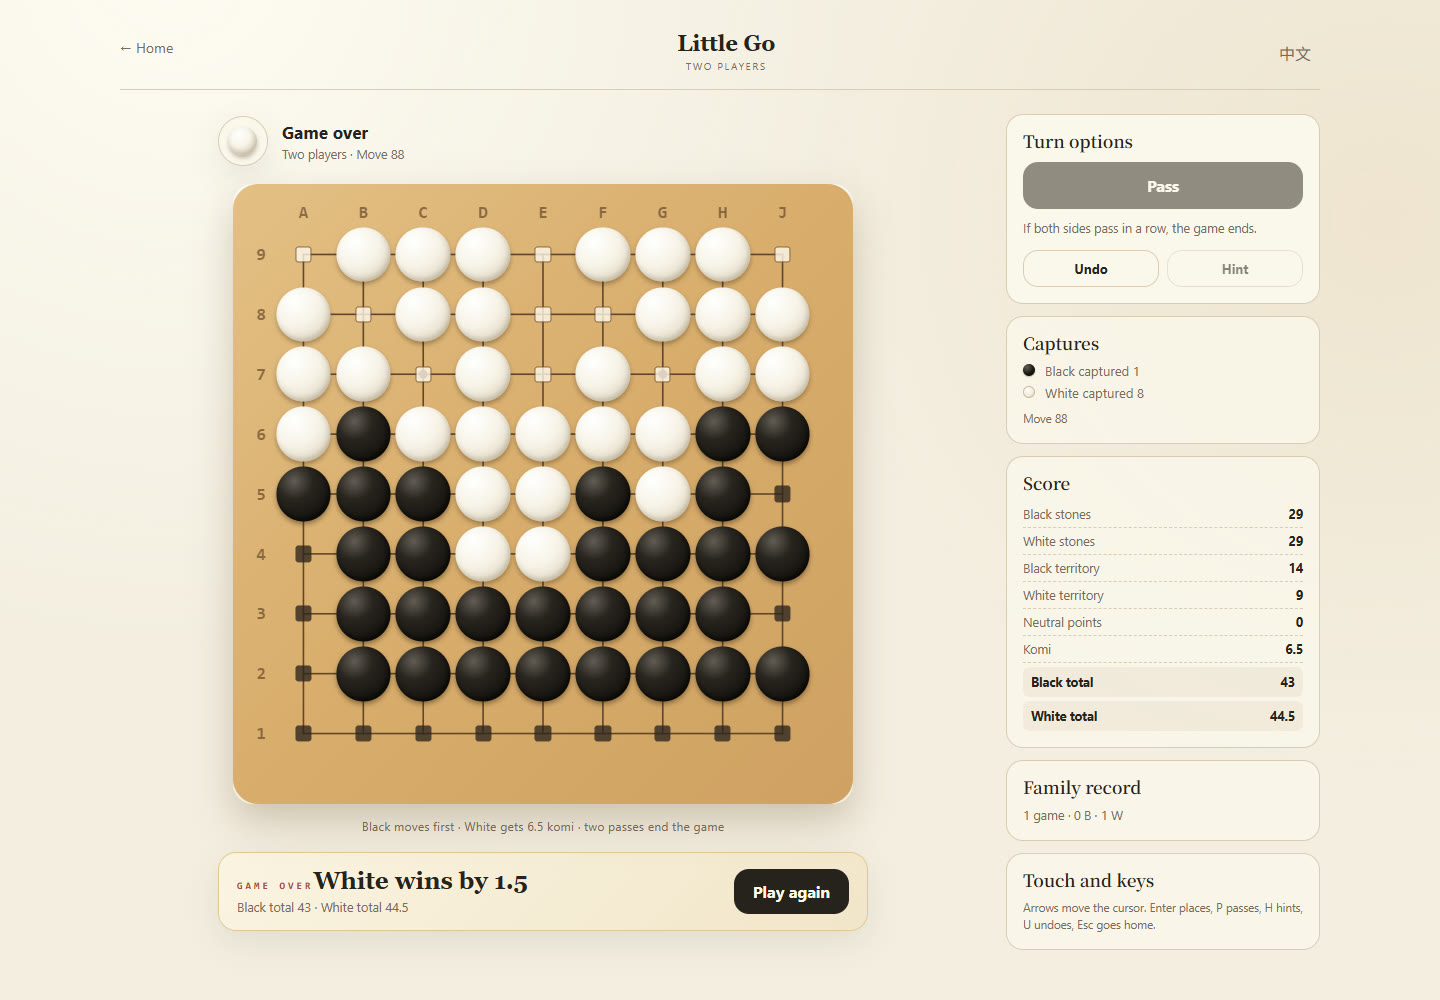 ← Home
Little Go
TWO PLAYERS
中文
Game over
Two players · Move 88
A B C D E F G H J
9
8
7
6
5
4
3
2
1
Black moves first · White gets 6.5 komi · two passes end the game
GAME OVER White wins by 1.5
Black total 43 · White total 44.5
Play again
Turn options
Pass
If both sides pass in a row, the game ends.
Undo
Hint
Captures
Black captured 1
White captured 8
Move 88
Score
Black stones 29
White stones 29
Black territory 14
White territory 9
Neutral points 0
Komi 6.5
Black total 43
White total 44.5
Family record
1 game · 0 B · 1 W
Touch and keys
Arrows move the cursor. Enter places, P passes, H hints,
U undoes, Esc goes home.